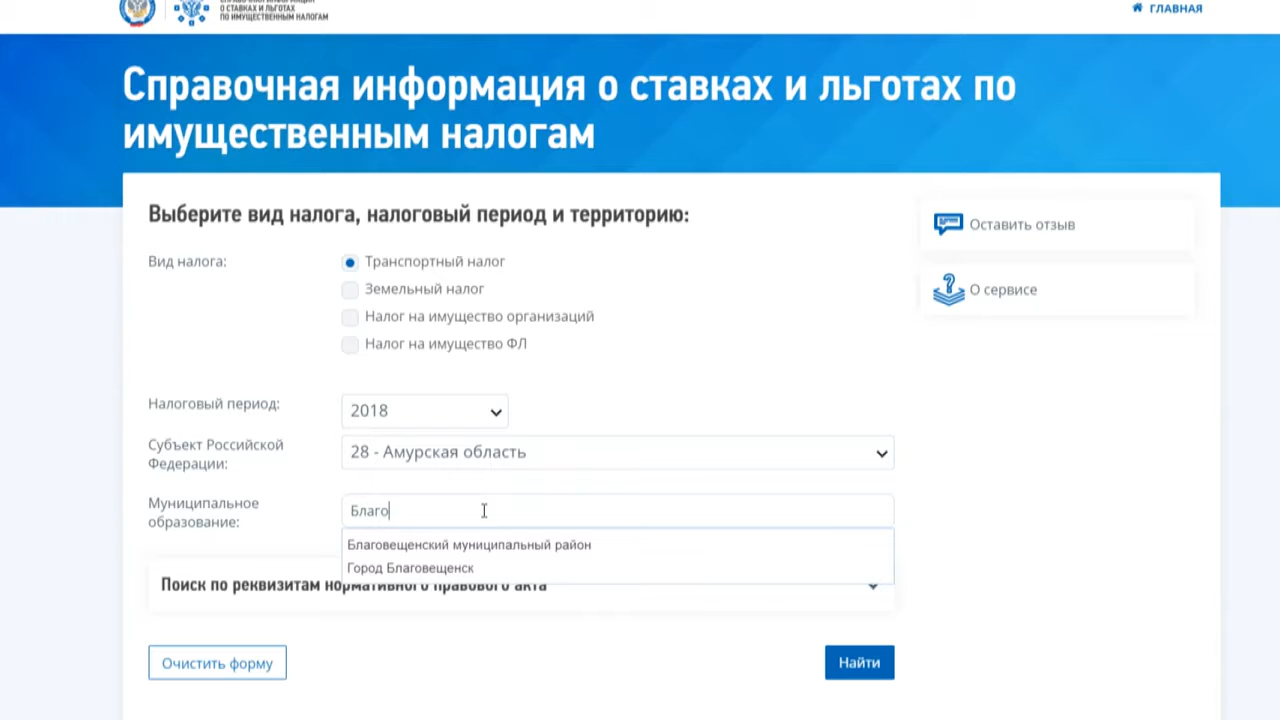 О СТАВКАХ И ЛЬГОТАХ
ПО ИМУЩЕСТВЕННЫМ НАЛОГАМ
ГЛАВНАЯ
Справочная информация о ставках и льготах по
имущественным налогам
Выберите вид налога, налоговый период и территорию:
Вид налога:
Транспортный налог
Земельный налог
Налог на имущество организаций
Налог на имущество ФЛ
Оставить отзыв
О сервисе
Налоговый период:
2018
Субъект Российской
Федерации:
28 - Амурская область
Муниципальное
образование:
Благо
Благовещенский муниципальный район
Город Благовещенск
Поиск по реквизитам нормативного правового акта
Очистить форму
Найти